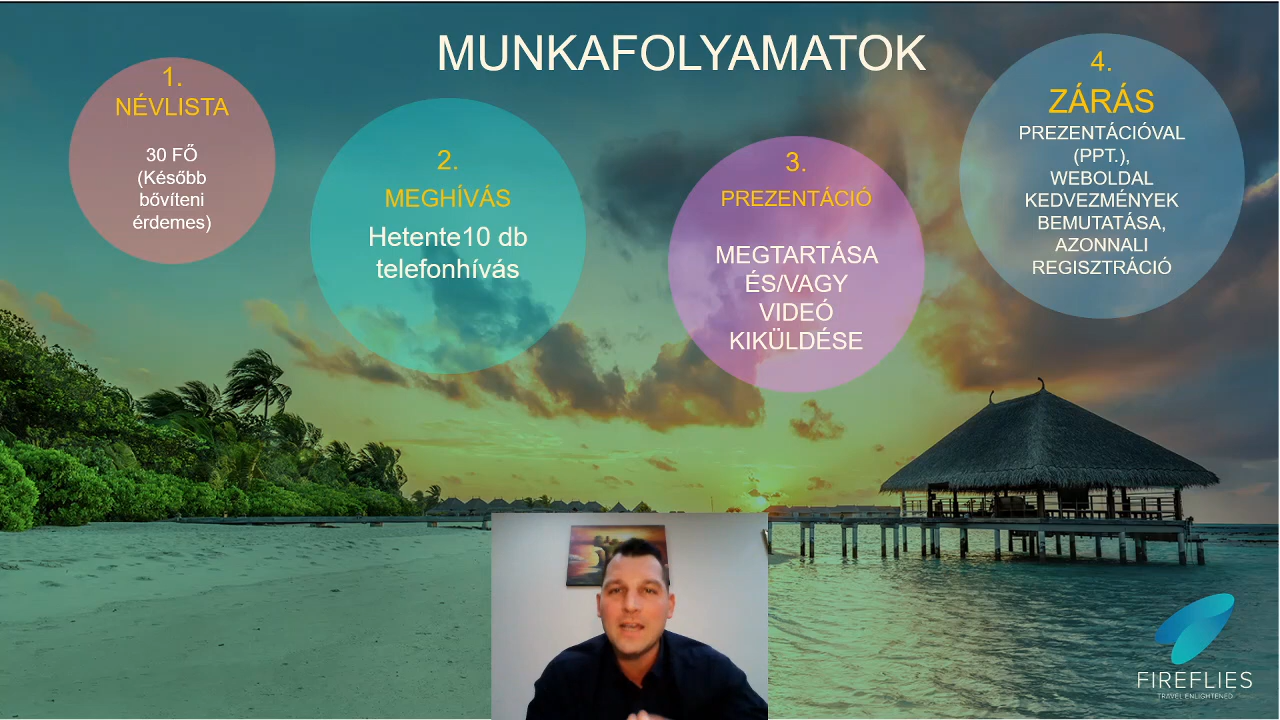 MUNKAFOLYAMATOK
1.
NÉVLISTA
30 FŐ
(Később
bővíteni
érdemes)
2.
MEGHÍVÁS
Hetente10 db
telefonhívás
3.
PREZENTÁCIÓ
MEGTARTÁSA
ÉS/VAGY
VIDEÓ
KIKÜLDÉSE
4.
ZÁRÁS
PREZENTÁCIÓVAL
(PPT.),
WEBOLDAL
KEDVEZMÉNYEK
BEMUTATÁSA,
AZONNALI
REGISZTRÁCIÓ
FIREFLIES
TRAVEL ENLIGHTENED